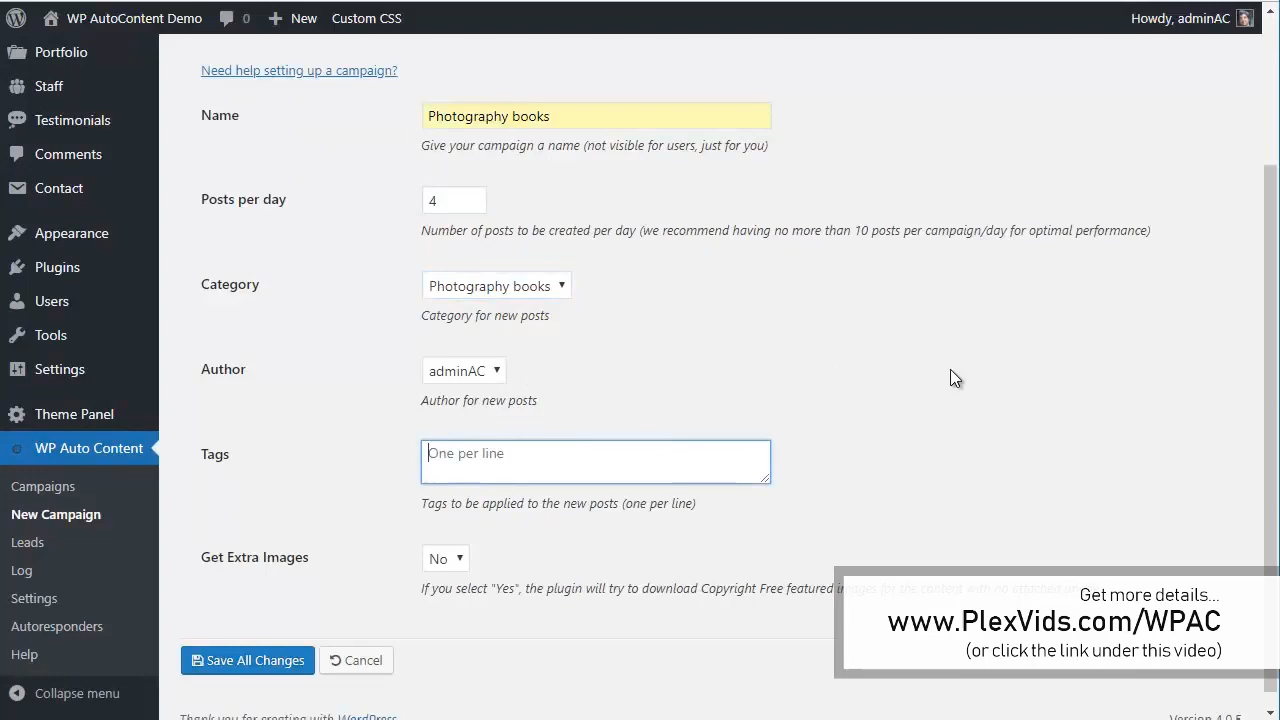 WP AutoContent Demo
0
New
Custom CSS
Howdy, adminAC
Portfolio
Staff
Testimonials
Comments
Contact
Appearance
Plugins
Users
Tools
Settings
Theme Panel
WP Auto Content
Campaigns
New Campaign
Leads
Log
Settings
Autoresponders
Help
Collapse menu
Need help setting up a campaign?
Name
Photography books
Give your campaign a name (not visible for users, just for you)
Posts per day
4
Number of posts to be created per day (we recommend having no more than 10 posts per campaign/day for optimal performance)
Category
Photography books
Category for new posts
Author
adminAC
Author for new posts
Tags
One per line
Tags to be applied to the new posts (one per line)
Get Extra Images
No
If you select "Yes", the plugin will try to download Copyright Free featured images for the content with no attached
Save All Changes
Cancel
Thank you for creating with WordPress
Version 4.9.5
Get more details...
www.PlexVids.com/WPAC
(or click the link under this video)